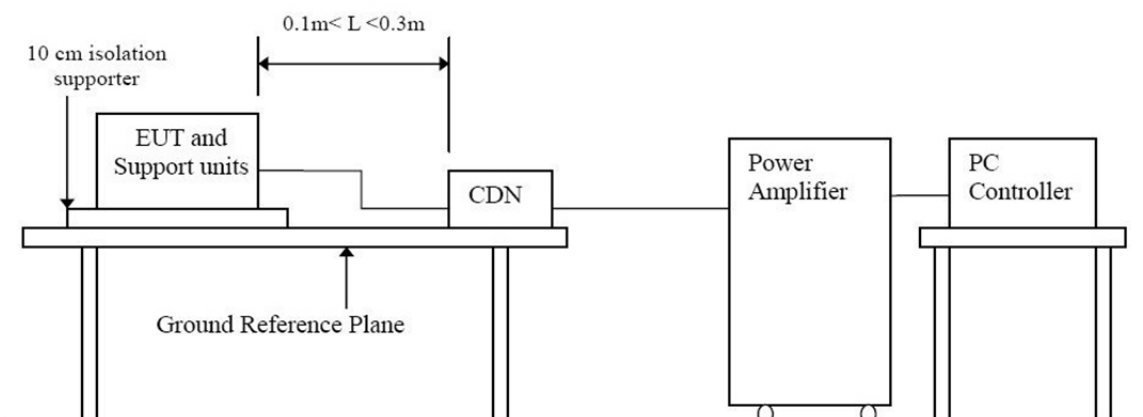 0.1m< L <0.3m
10 cm isolation
supporter
EUT and
Support units
CDN
Power
Amplifier
PC
Controller
Ground Reference Plane